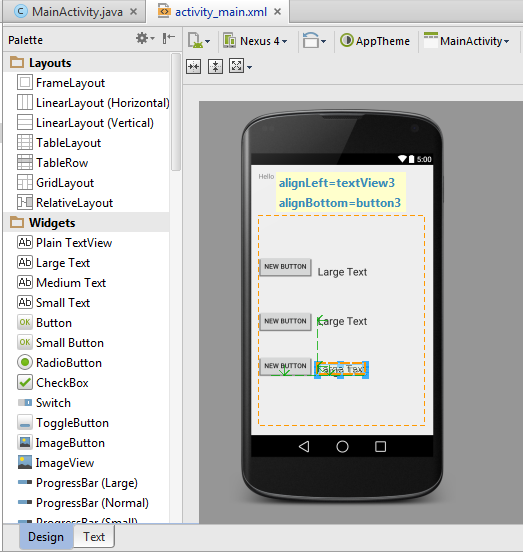 MainActivity.java
activity_main.xml
Palette
Nexus 4
AppTheme
MainActivity
Layouts
FrameLayout
LinearLayout (Horizontal)
LinearLayout (Vertical)
TableLayout
TableRow
GridLayout
RelativeLayout
Widgets
Plain TextView
Large Text
Medium Text
Small Text
Button
Small Button
RadioButton
CheckBox
Switch
ToggleButton
ImageButton
ImageView
ProgressBar (Large)
ProgressBar (Normal)
ProgressBar (Small)
5:00
Hello
alignLeft=textView3
alignBottom=button3
NEW BUTTON
Large Text
NEW BUTTON
Large Text
NEW BUTTON
Large Text
Design
Text